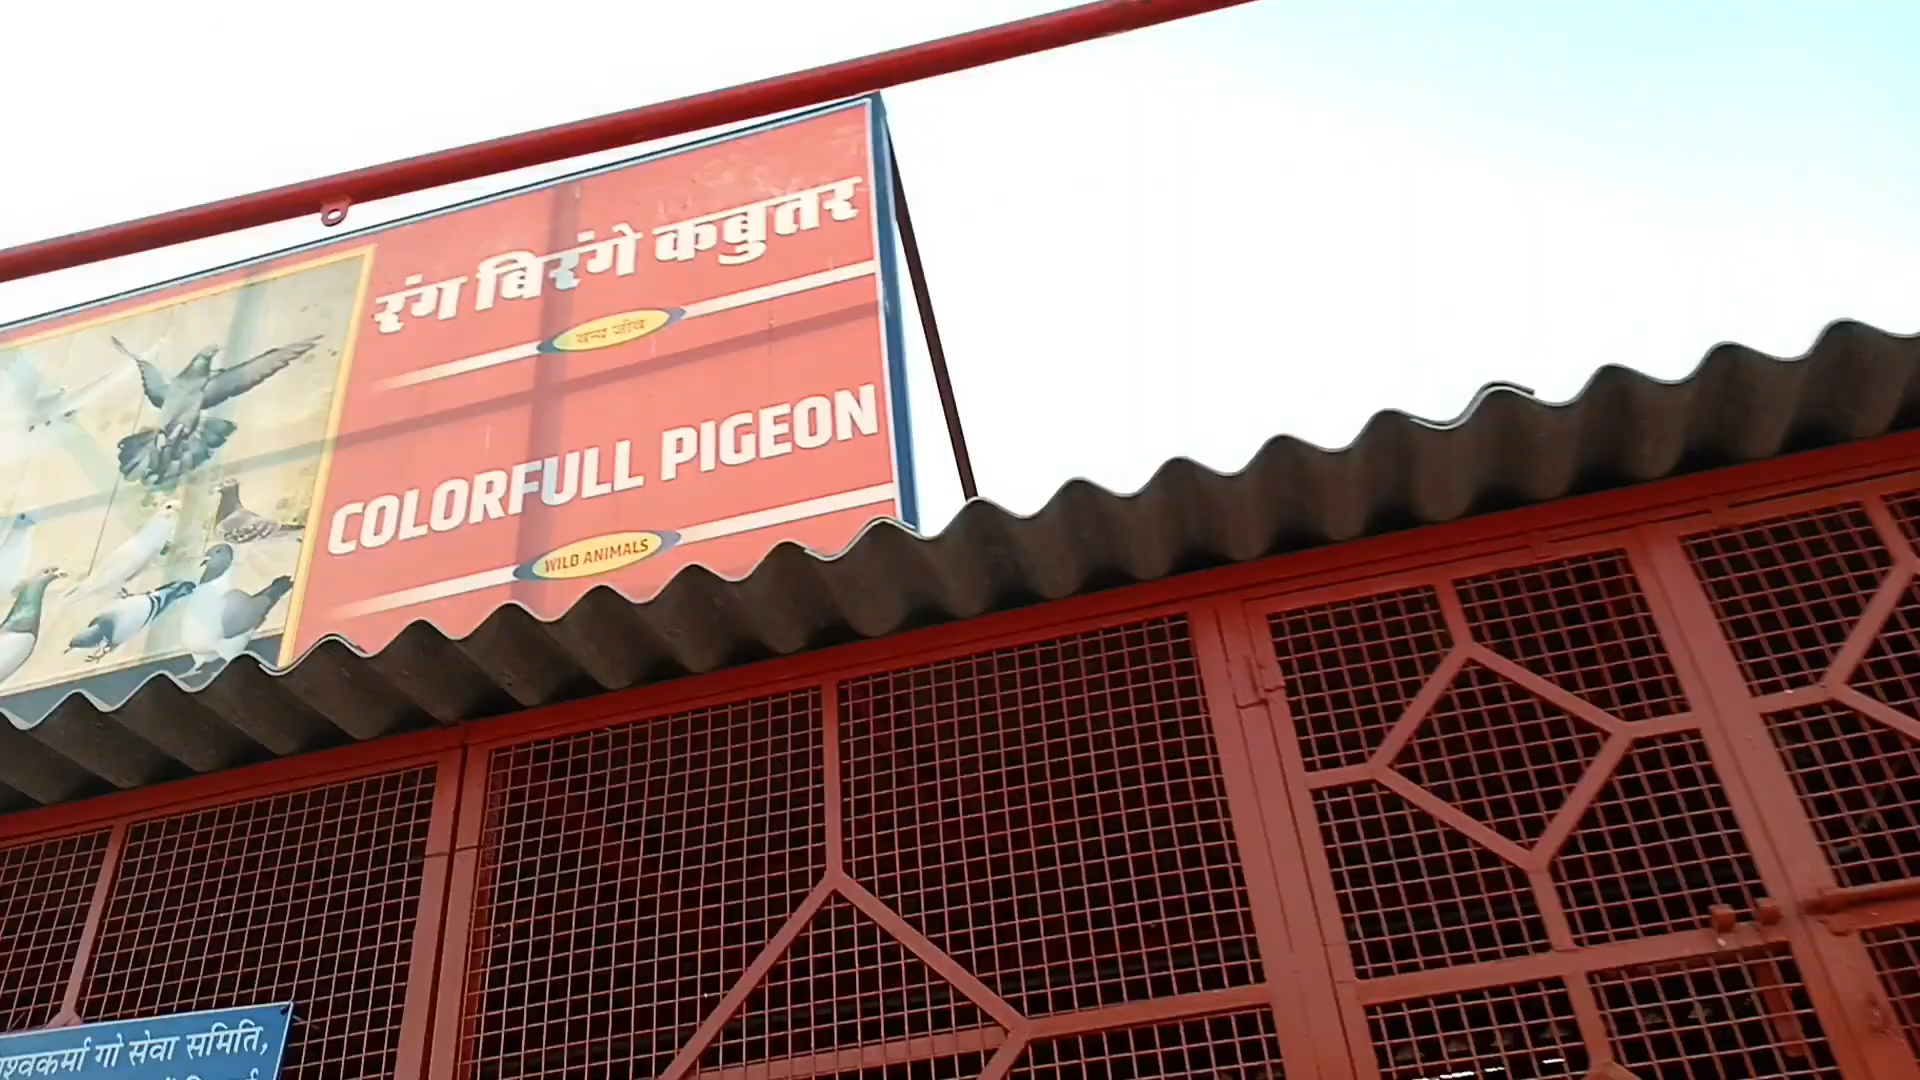 रंग बिरंगे कबुतर
वन्य जीव
COLORFULL PIGEON
WILD ANIMALS
गो सेवा समिति,